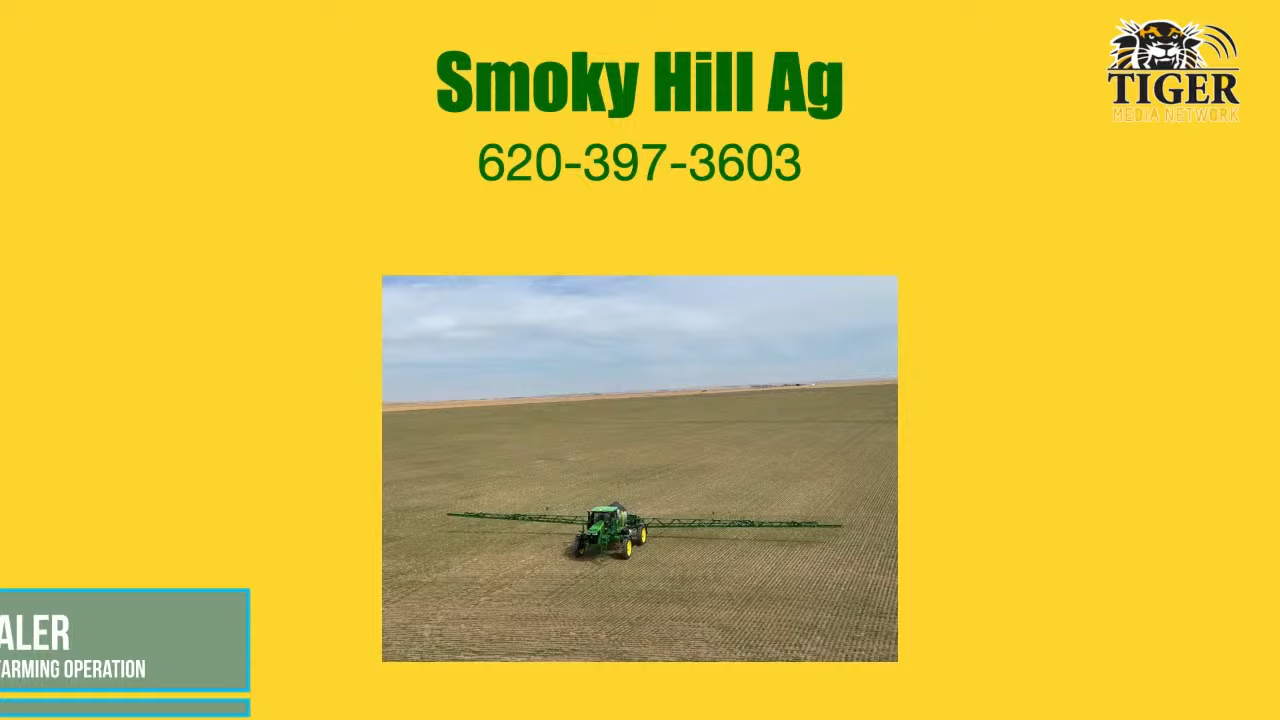 Smoky Hill Ag
620-397-3603
TIGER
MEDIA NETWORK
ALER
FARMING OPERATION